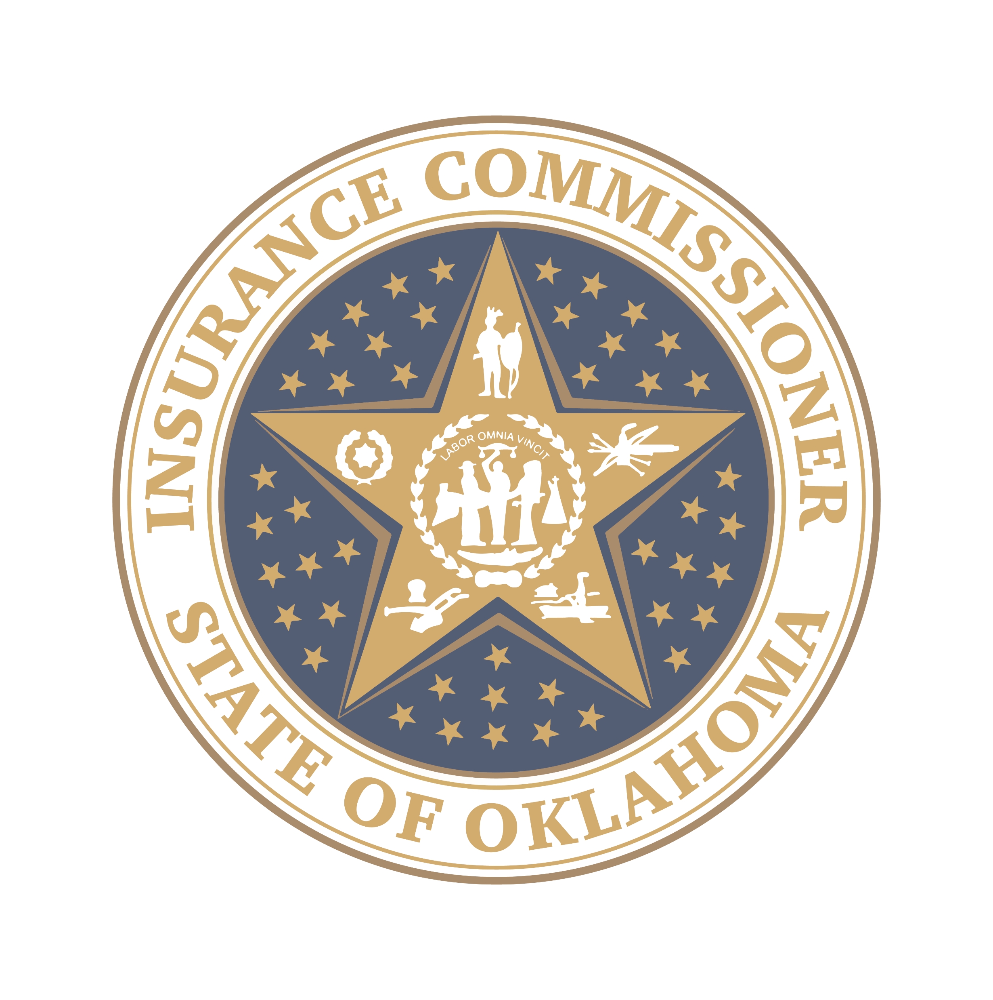 INSURANCE COMMISSIONER
LABOR OMNIA VINCIT
STATE OF OKLAHOMA